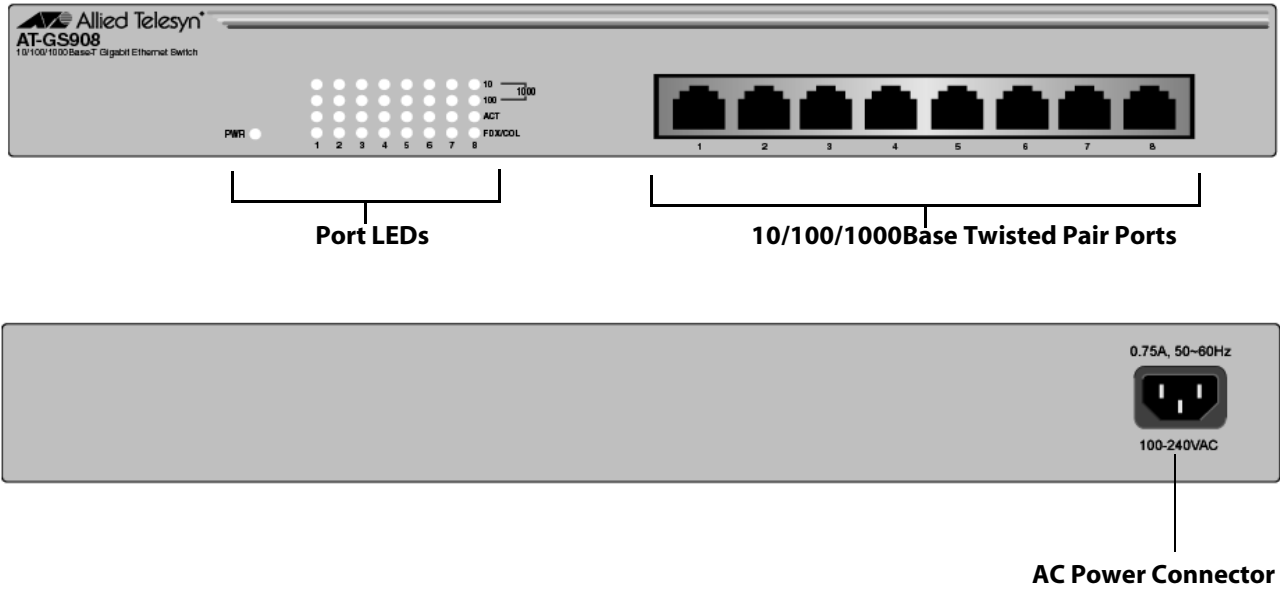 Allied Telesyn
AT-GS908
10/100/1000Base-T Gigabit Ethernet Switch
10
1000
100
ACT
PWR
FDX/COL
1 2 3 4 5 6 7 8
1 2 3 4 5 6 7 8
Port LEDs
10/100/1000Base Twisted Pair Ports
0.75A, 50~60Hz
100-240VAC
AC Power Connector